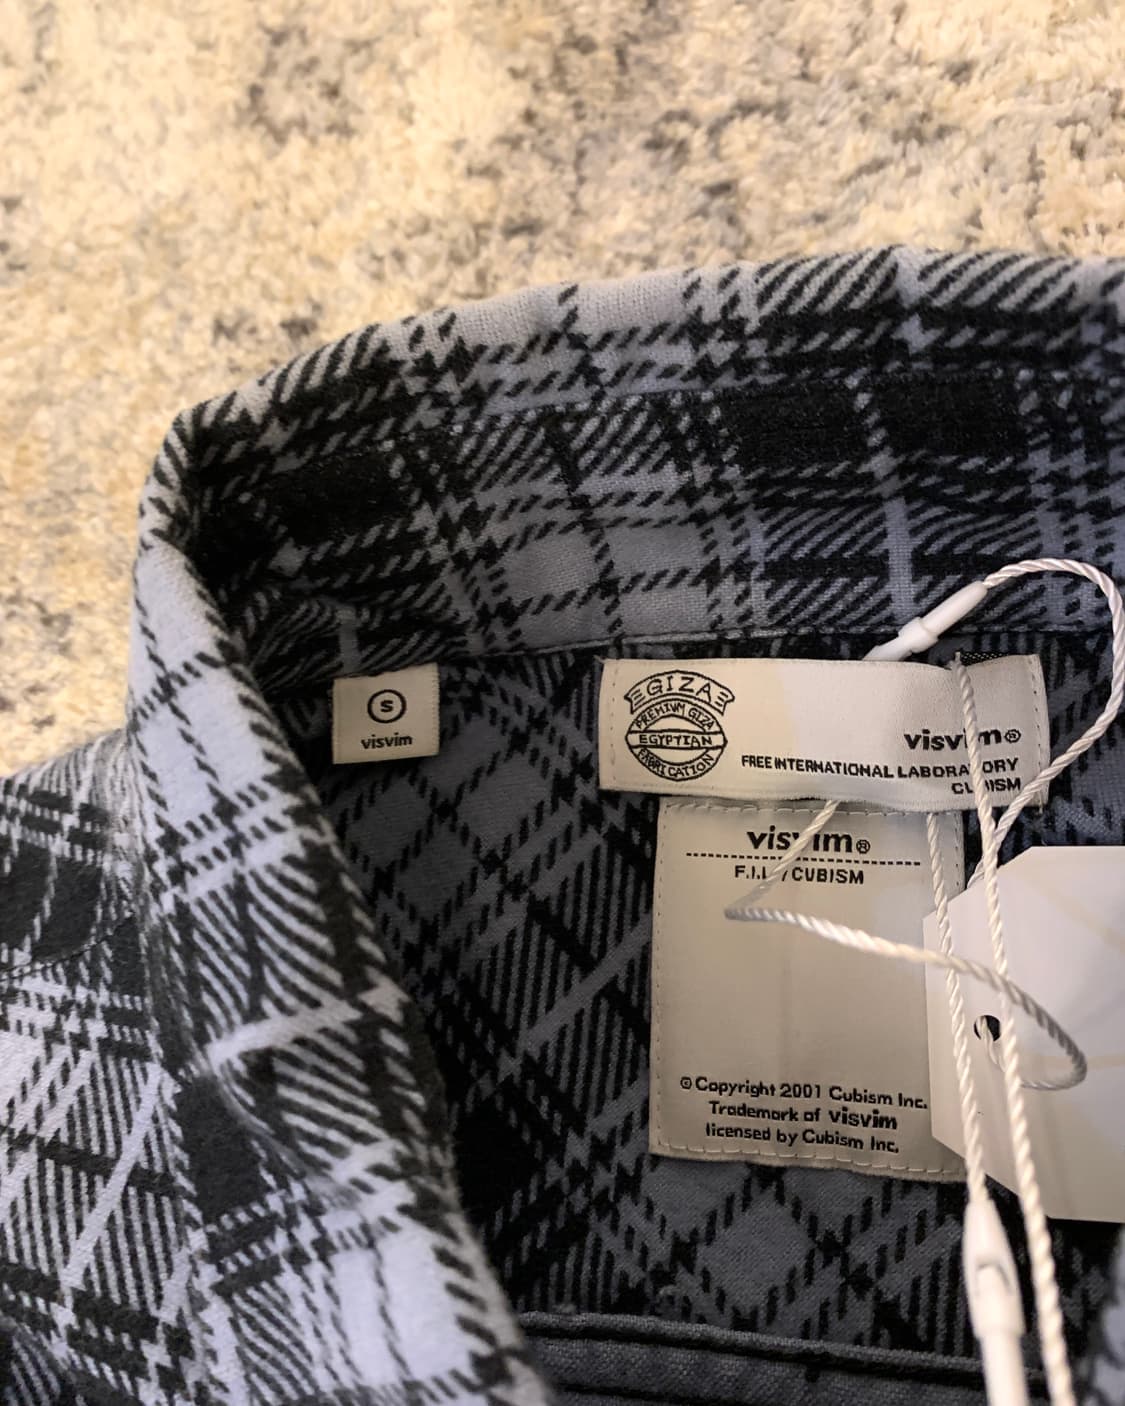 S
visvim
GIZA
PREMIUM GIZA
EGYPTIAN
FABRICATION
visvim®
FREE INTERNATIONAL LABORATORY
CUBISM
visvim®
F.I.L / CUBISM
© Copyright 2001 Cubism Inc.
Trademark of visvim
licensed by Cubism Inc.